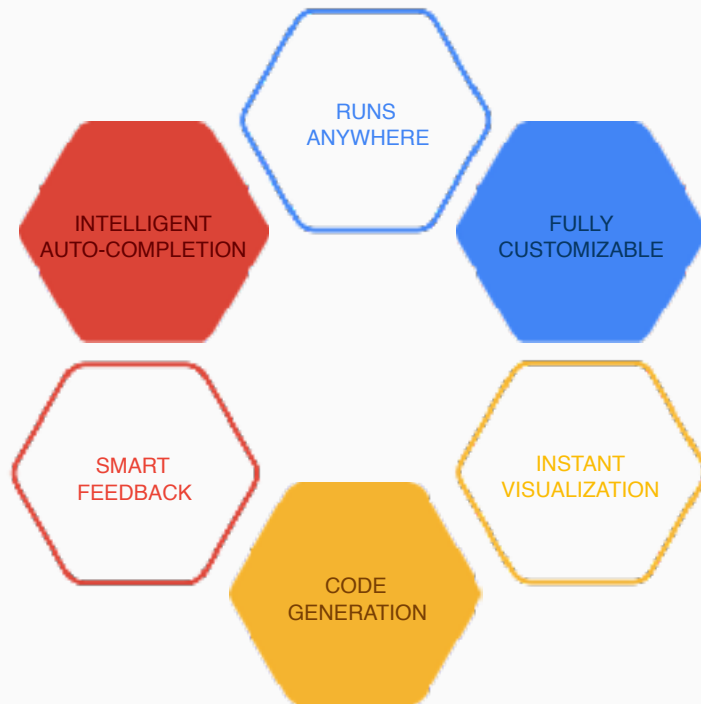 RUNS
ANYWHERE
INTELLIGENT
AUTO-COMPLETION
FULLY
CUSTOMIZABLE
SMART
FEEDBACK
INSTANT
VISUALIZATION
CODE
GENERATION